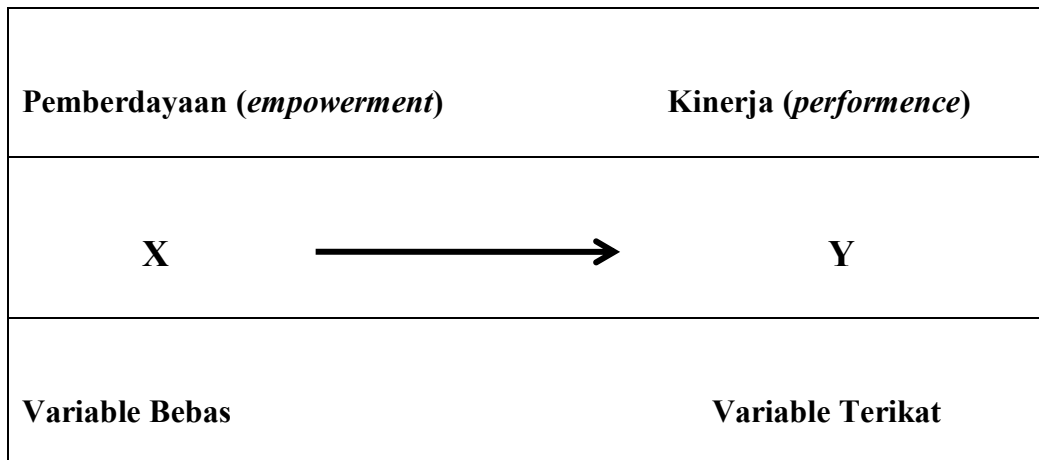 Pemberdayaan (empowerment) Kinerja (performence)
X Y
Variable Bebas Variable Terikat